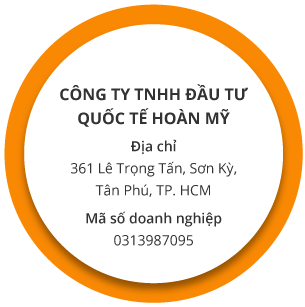 CÔNG TY TNHH ĐẦU TƯ
QUỐC TẾ HOÀN MỸ
Địa chỉ
361 Lê Trọng Tấn, Sơn Kỳ,
Tân Phú, TP. HCM
Mã số doanh nghiệp
0313987095